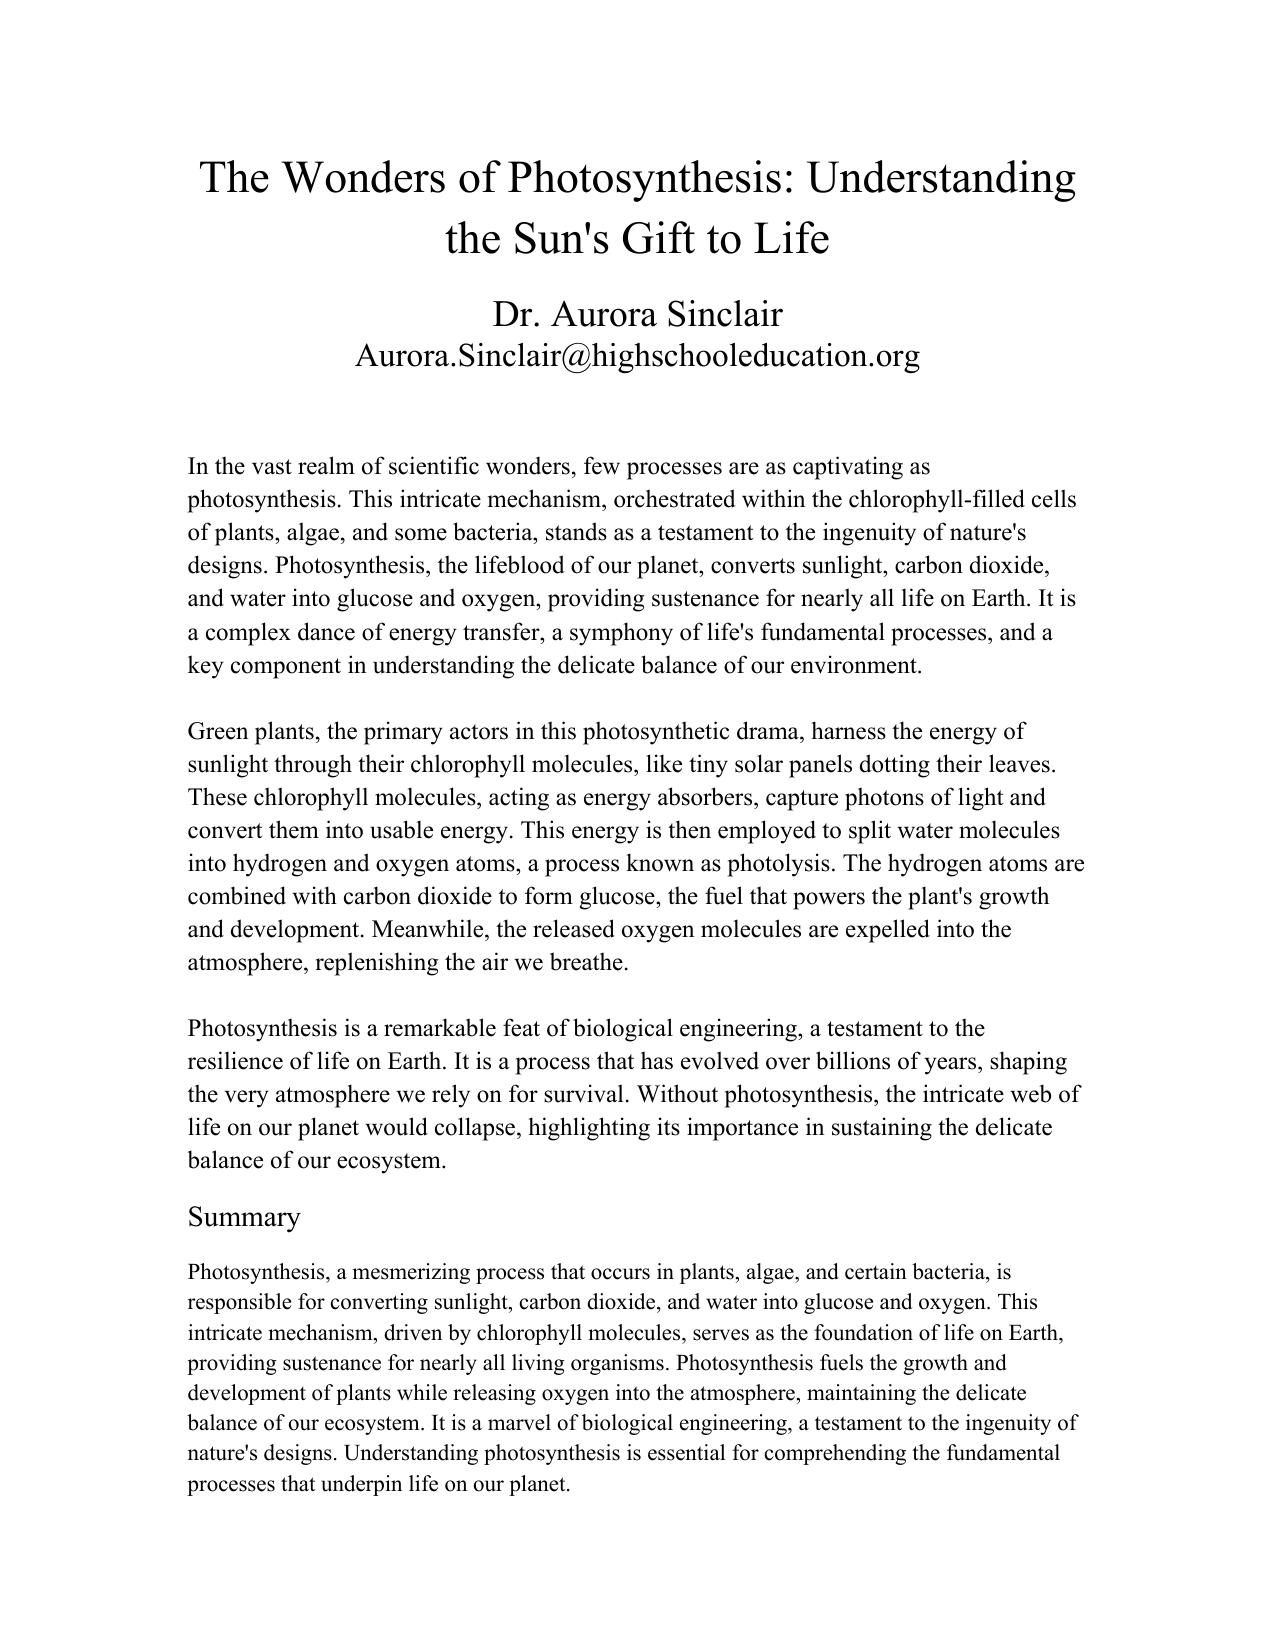 The Wonders of Photosynthesis: Understanding
the Sun's Gift to Life
Dr. Aurora Sinclair
Aurora.Sinclair@highschooleducation.org
In the vast realm of scientific wonders, few processes are as captivating as
photosynthesis. This intricate mechanism, orchestrated within the chlorophyll-filled cells
of plants, algae, and some bacteria, stands as a testament to the ingenuity of nature's
designs. Photosynthesis, the lifeblood of our planet, converts sunlight, carbon dioxide,
and water into glucose and oxygen, providing sustenance for nearly all life on Earth. It is
a complex dance of energy transfer, a symphony of life's fundamental processes, and a
key component in understanding the delicate balance of our environment.
Green plants, the primary actors in this photosynthetic drama, harness the energy of
sunlight through their chlorophyll molecules, like tiny solar panels dotting their leaves.
These chlorophyll molecules, acting as energy absorbers, capture photons of light and
convert them into usable energy. This energy is then employed to split water molecules
into hydrogen and oxygen atoms, a process known as photolysis. The hydrogen atoms are
combined with carbon dioxide to form glucose, the fuel that powers the plant's growth
and development. Meanwhile, the released oxygen molecules are expelled into the
atmosphere, replenishing the air we breathe.
Photosynthesis is a remarkable feat of biological engineering, a testament to the
resilience of life on Earth. It is a process that has evolved over billions of years, shaping
the very atmosphere we rely on for survival. Without photosynthesis, the intricate web of
life on our planet would collapse, highlighting its importance in sustaining the delicate
balance of our ecosystem.
Summary
Photosynthesis, a mesmerizing process that occurs in plants, algae, and certain bacteria, is
responsible for converting sunlight, carbon dioxide, and water into glucose and oxygen. This
intricate mechanism, driven by chlorophyll molecules, serves as the foundation of life on Earth,
providing sustenance for nearly all living organisms. Photosynthesis fuels the growth and
development of plants while releasing oxygen into the atmosphere, maintaining the delicate
balance of our ecosystem. It is a marvel of biological engineering, a testament to the ingenuity of
nature's designs. Understanding photosynthesis is essential for comprehending the fundamental
processes that underpin life on our planet.